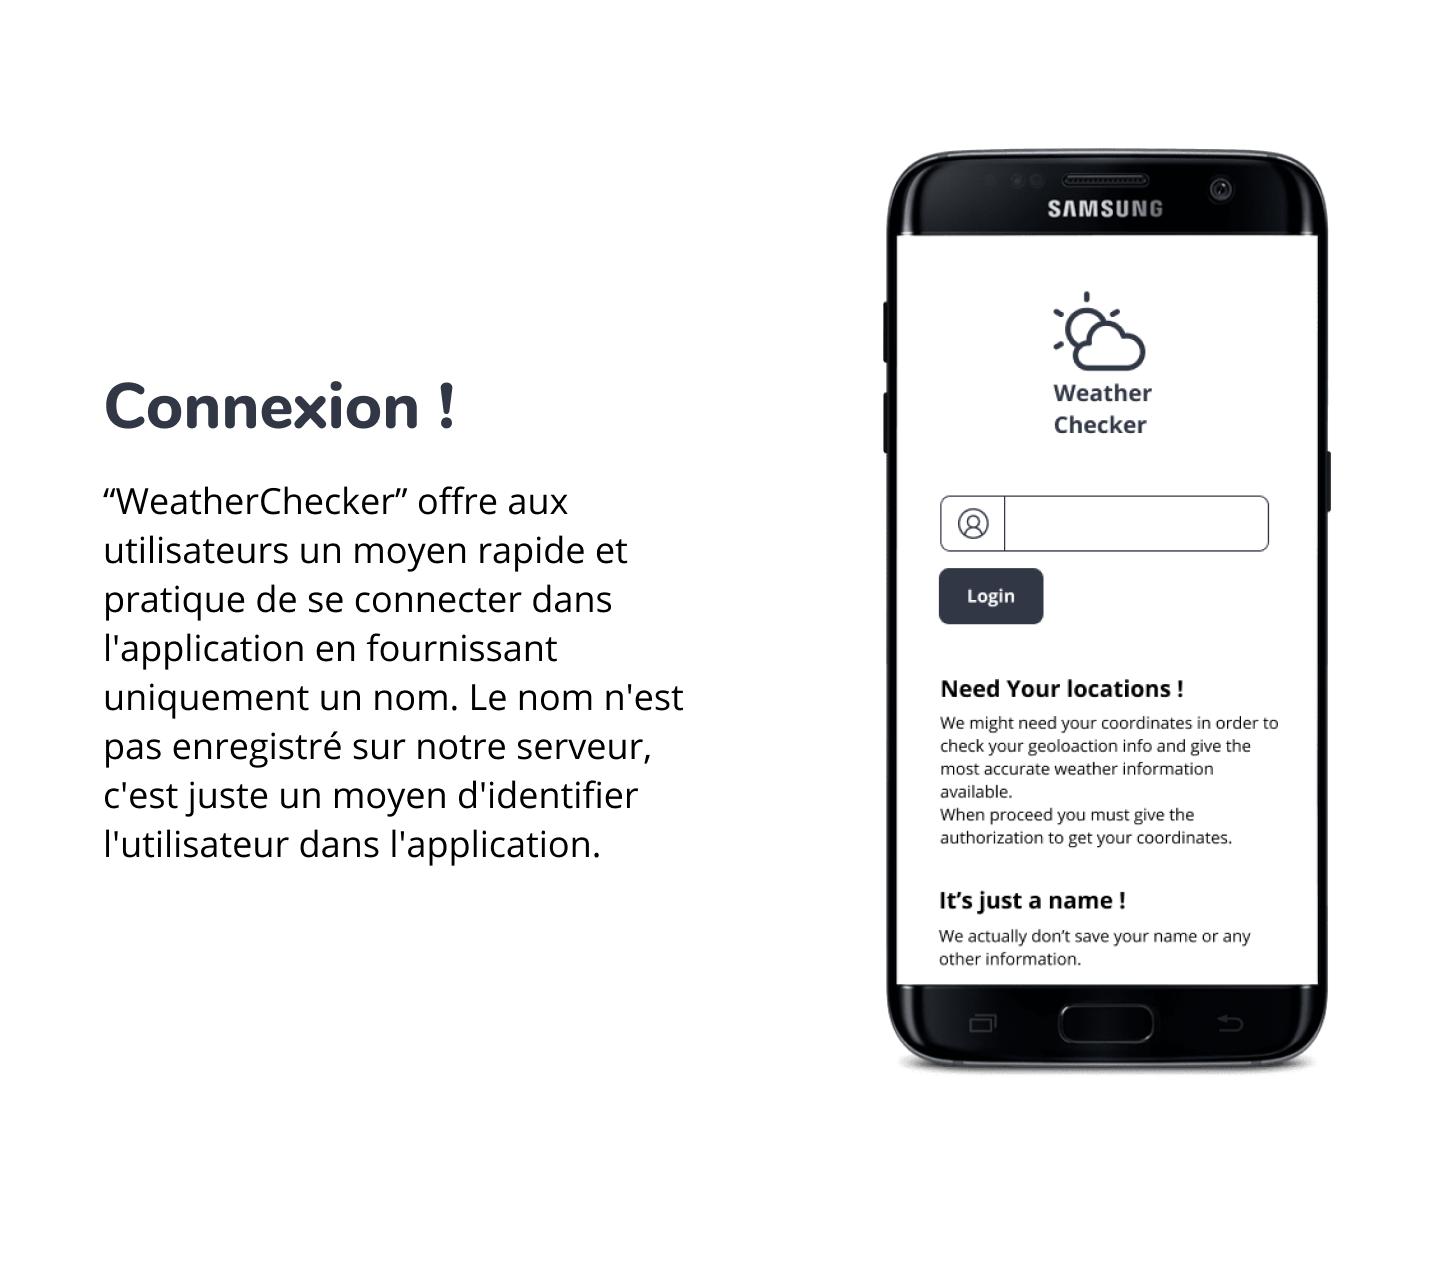 Connexion !
“WeatherChecker” offre aux
utilisateurs un moyen rapide et
pratique de se connecter dans
l'application en fournissant
uniquement un nom. Le nom n'est
pas enregistré sur notre serveur,
c'est juste un moyen d'identifier
l'utilisateur dans l'application.
SAMSUNG
Weather
Checker
Login
Need Your locations !
We might need your coordinates in order to
check your geoloaction info and give the
most accurate weather information
available.
When proceed you must give the
authorization to get your coordinates.
It’s just a name !
We actually don’t save your name or any
other information.